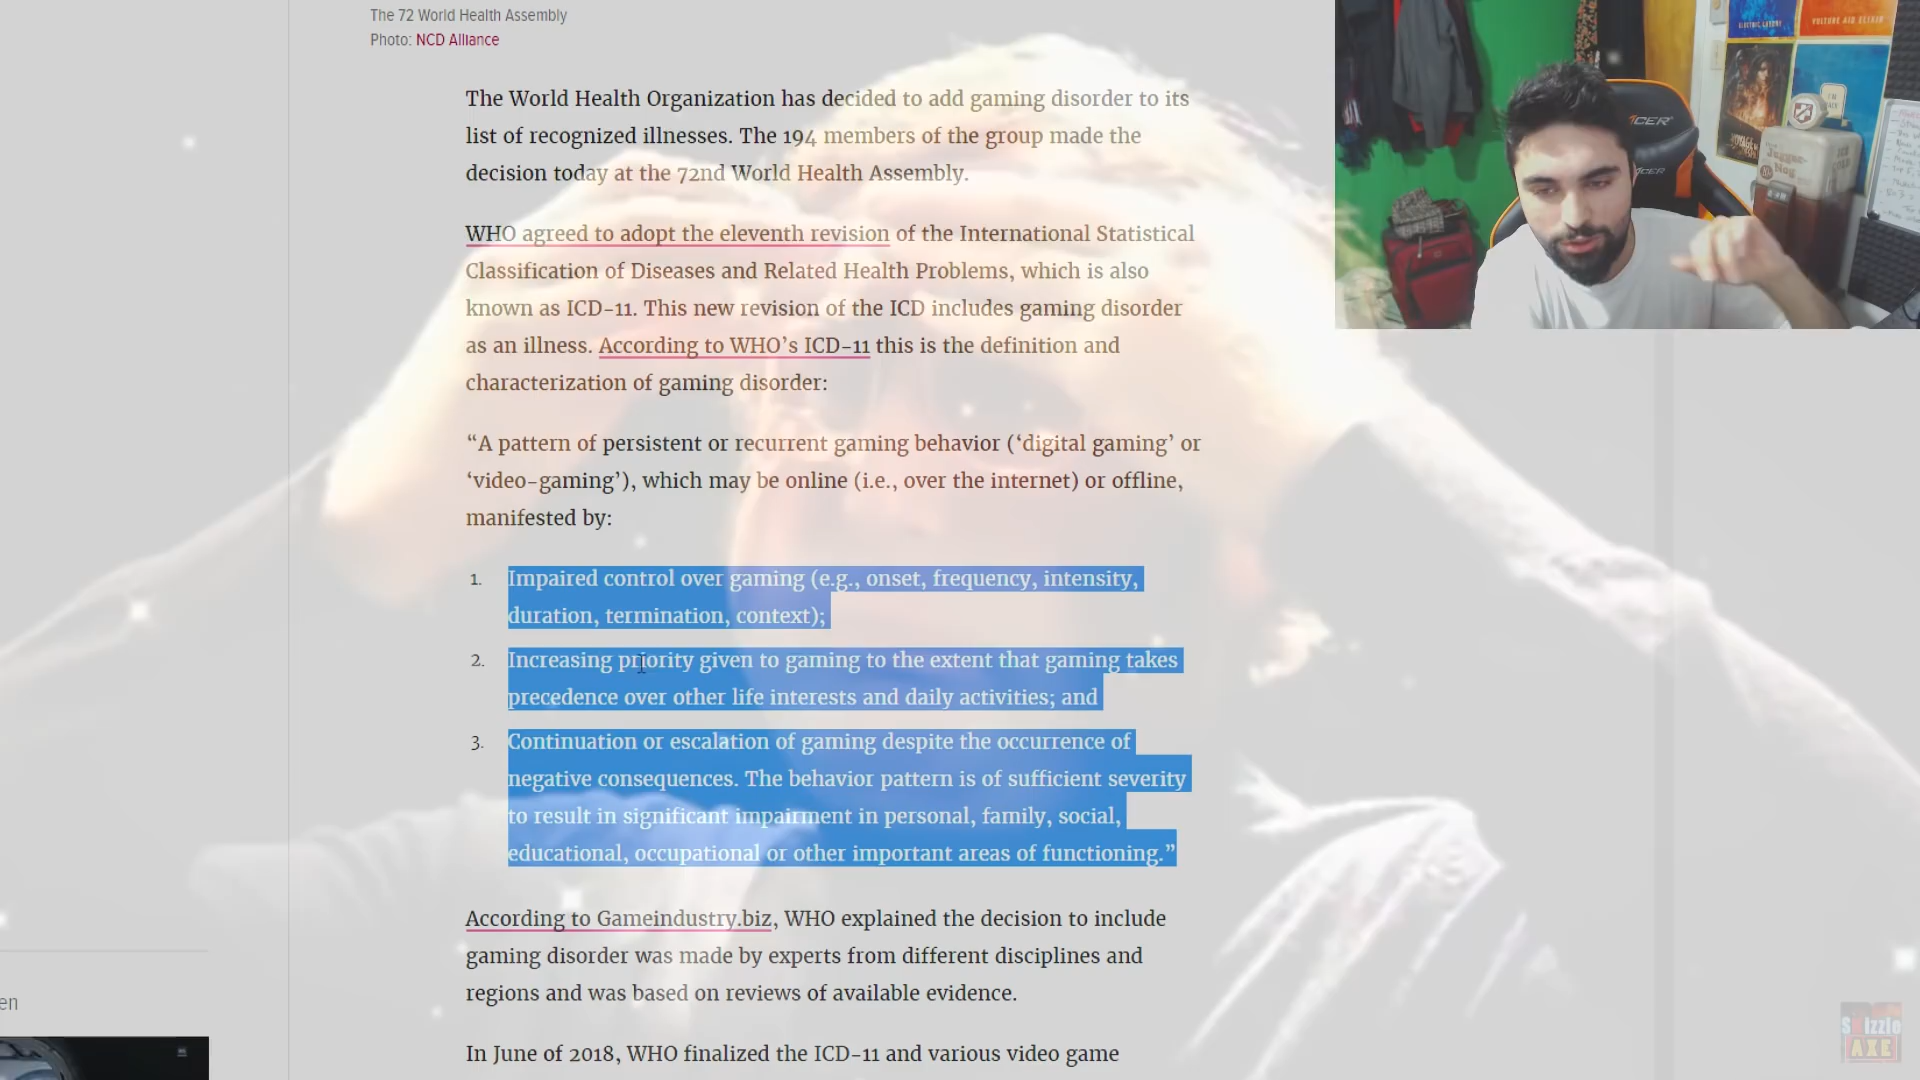 The 72 World Health Assembly
Photo: NCD Alliance
The World Health Organization has decided to add gaming disorder to its
list of recognized illnesses. The 194 members of the group made the
decision today at the 72nd World Health Assembly.
WHO agreed to adopt the eleventh revision of the International Statistical
Classification of Diseases and Related Health Problems, which is also
known as ICD-11. This new revision of the ICD includes gaming disorder
as an illness. According to WHO’s ICD-11 this is the definition and
characterization of gaming disorder:
“A pattern of persistent or recurrent gaming behavior (‘digital gaming’ or
‘video-gaming’), which may be online (i.e., over the internet) or offline,
manifested by:
1. Impaired control over gaming (e.g., onset, frequency, intensity,
duration, termination, context);
2. Increasing priority given to gaming to the extent that gaming takes
precedence over other life interests and daily activities; and
3. Continuation or escalation of gaming despite the occurrence of
negative consequences. The behavior pattern is of sufficient severity
to result in significant impairment in personal, family, social,
educational, occupational or other important areas of functioning.”
According to Gameindustry.biz, WHO explained the decision to include
gaming disorder was made by experts from different disciplines and
regions and was based on reviews of available evidence.
In June of 2018, WHO finalized the ICD-11 and various video game
en
VULTURE AID ELIXIR
Jugger-
Nog
AXE